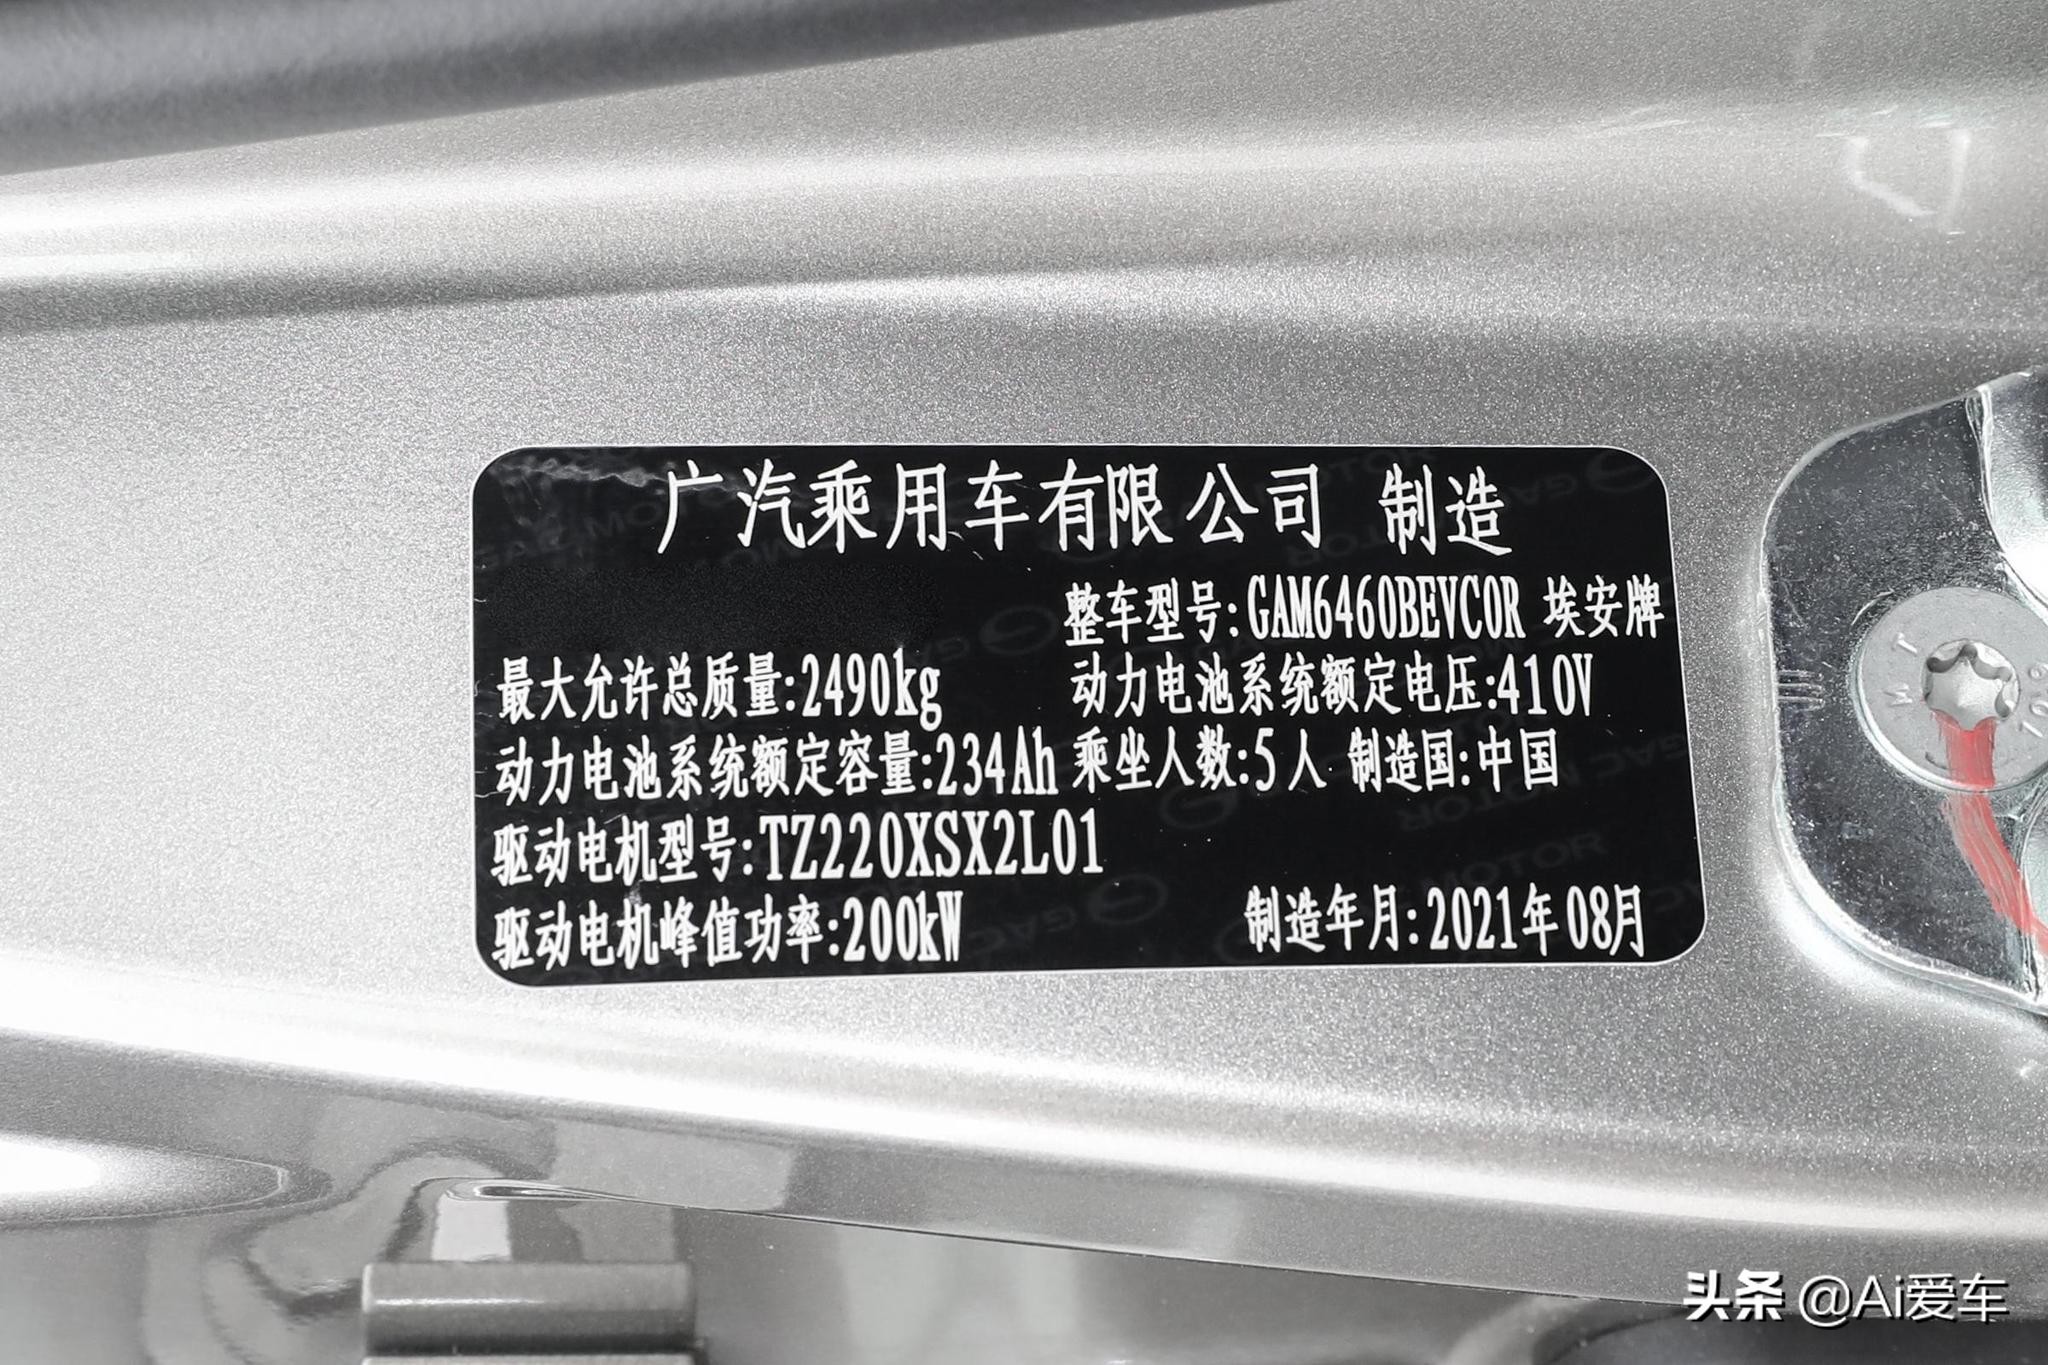 广汽乘用车有限公司 制造
整车型号:GAM6460BEVC0R 埃安牌
最大允许总质量:2490kg 动力电池系统额定电压:410V
动力电池系统额定容量:234Ah 乘坐人数:5人 制造国:中国
驱动电机型号:TZ220XSX2L01
驱动电机峰值功率:200kW 制造年月:2021年08月
头条 @Ai爱车